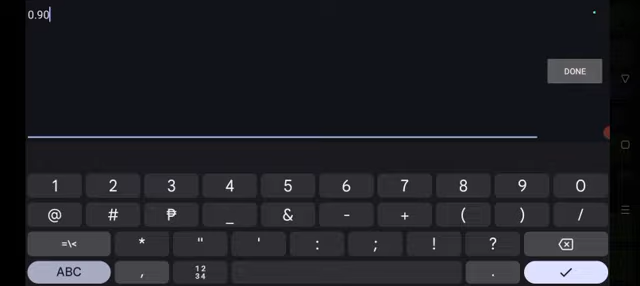 0.90
DONE
1 2 3 4 5 6 7 8 9 0
@ # ₱ _ & - + ( ) /
=\< * " ' : ; ! ?
ABC , 12 34 .